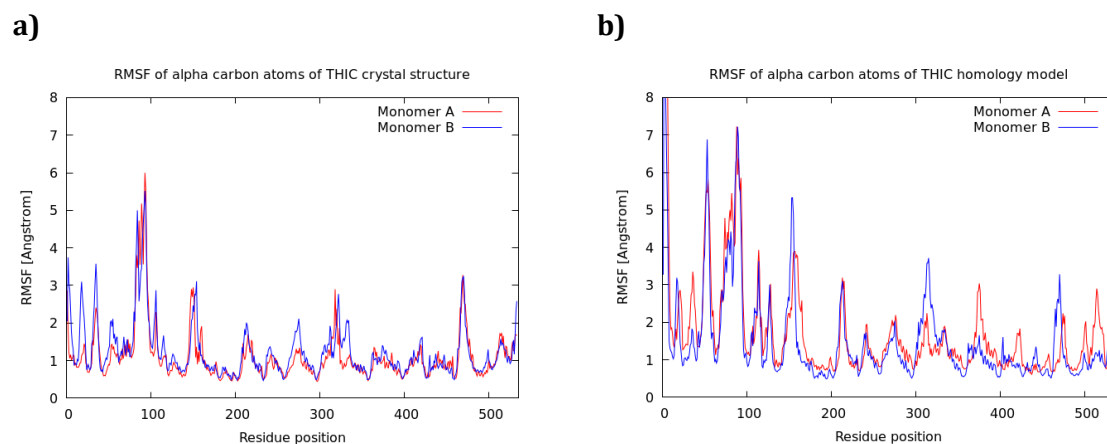 a)
b)
RMSF of alpha carbon atoms of THIC crystal structure
RMSF of alpha carbon atoms of THIC homology model
8
7
6
5
4
3
2
1
0
RMSF [Angstrom]
Monomer A
Monomer B
0 100 200 300 400 500
Residue position
8
7
6
5
4
3
2
1
0
RMSF [Angstrom]
Monomer A
Monomer B
0 100 200 300 400 500
Residue position